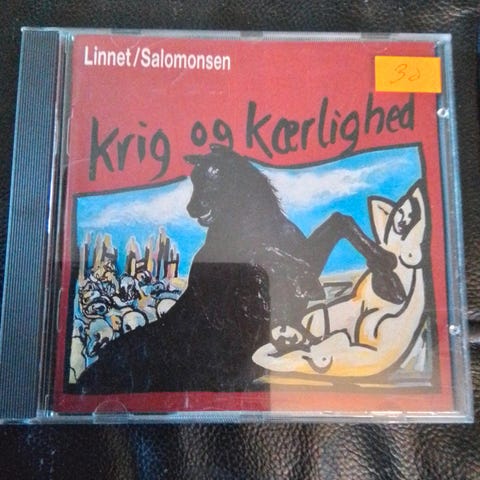 Linnet/Salomonsen
30
Krig og Kærlighed